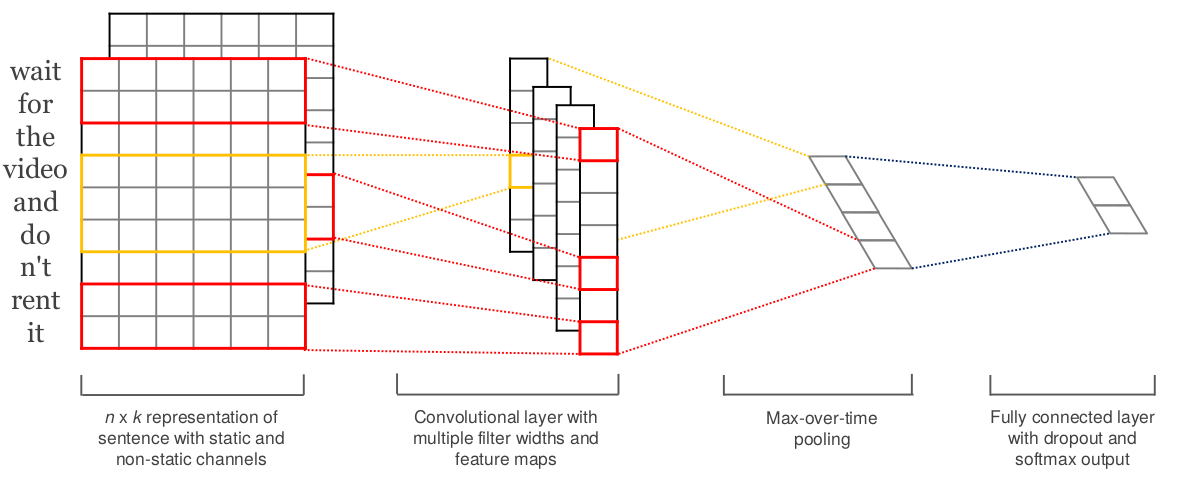 wait
for
the
video
and
do
n't
rent
it
n x k representation of
sentence with static and
non-static channels
Convolutional layer with
multiple filter widths and
feature maps
Max-over-time
pooling
Fully connected layer
with dropout and
softmax output